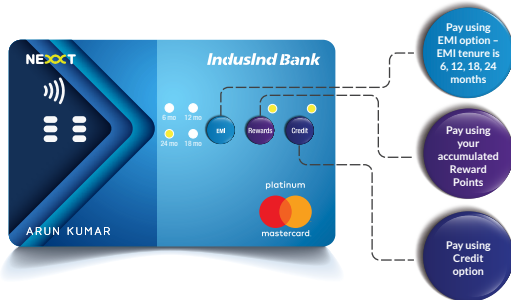 NEXXT
IndusInd Bank
6 mo 12 mo
24 mo 18 mo
EMI
Rewards
Credit
platinum
mastercard
ARUN KUMAR
Pay using
EMI option –
EMI tenure is
6, 12, 18, 24
months
Pay using
your
accumulated
Reward
Points
Pay using
Credit
option